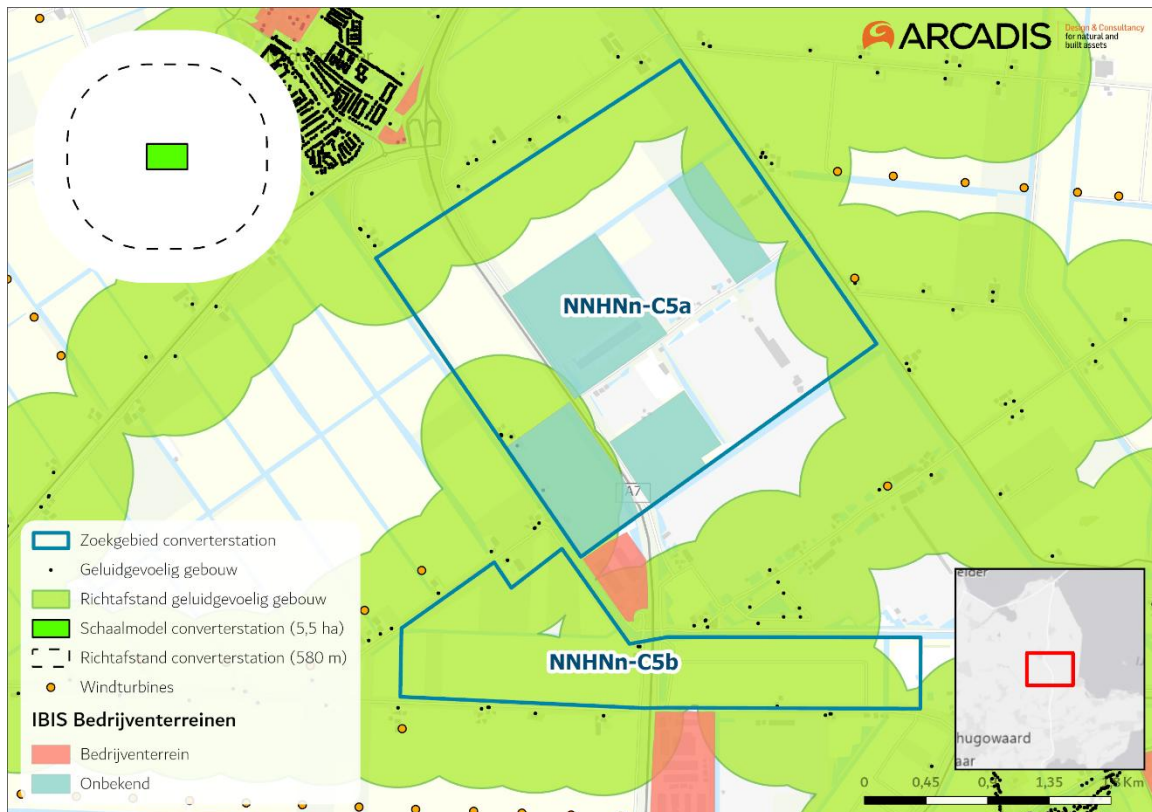 ARCADIS
Design & Consultancy
for natural and
built assets
NNHNn-C5a
A7
NNHNn-C5b
Zoekgebied converterstation
Geluidgevoelig gebouw
Richtafstand geluidgevoelig gebouw
Schaalmodel converterstation (5,5 ha)
Richtafstand converterstation (580 m)
Windturbines
IBIS Bedrijventerreinen
Bedrijventerrein
Onbekend
elder
hugowaard
aar
0 0,45 1,35 Km